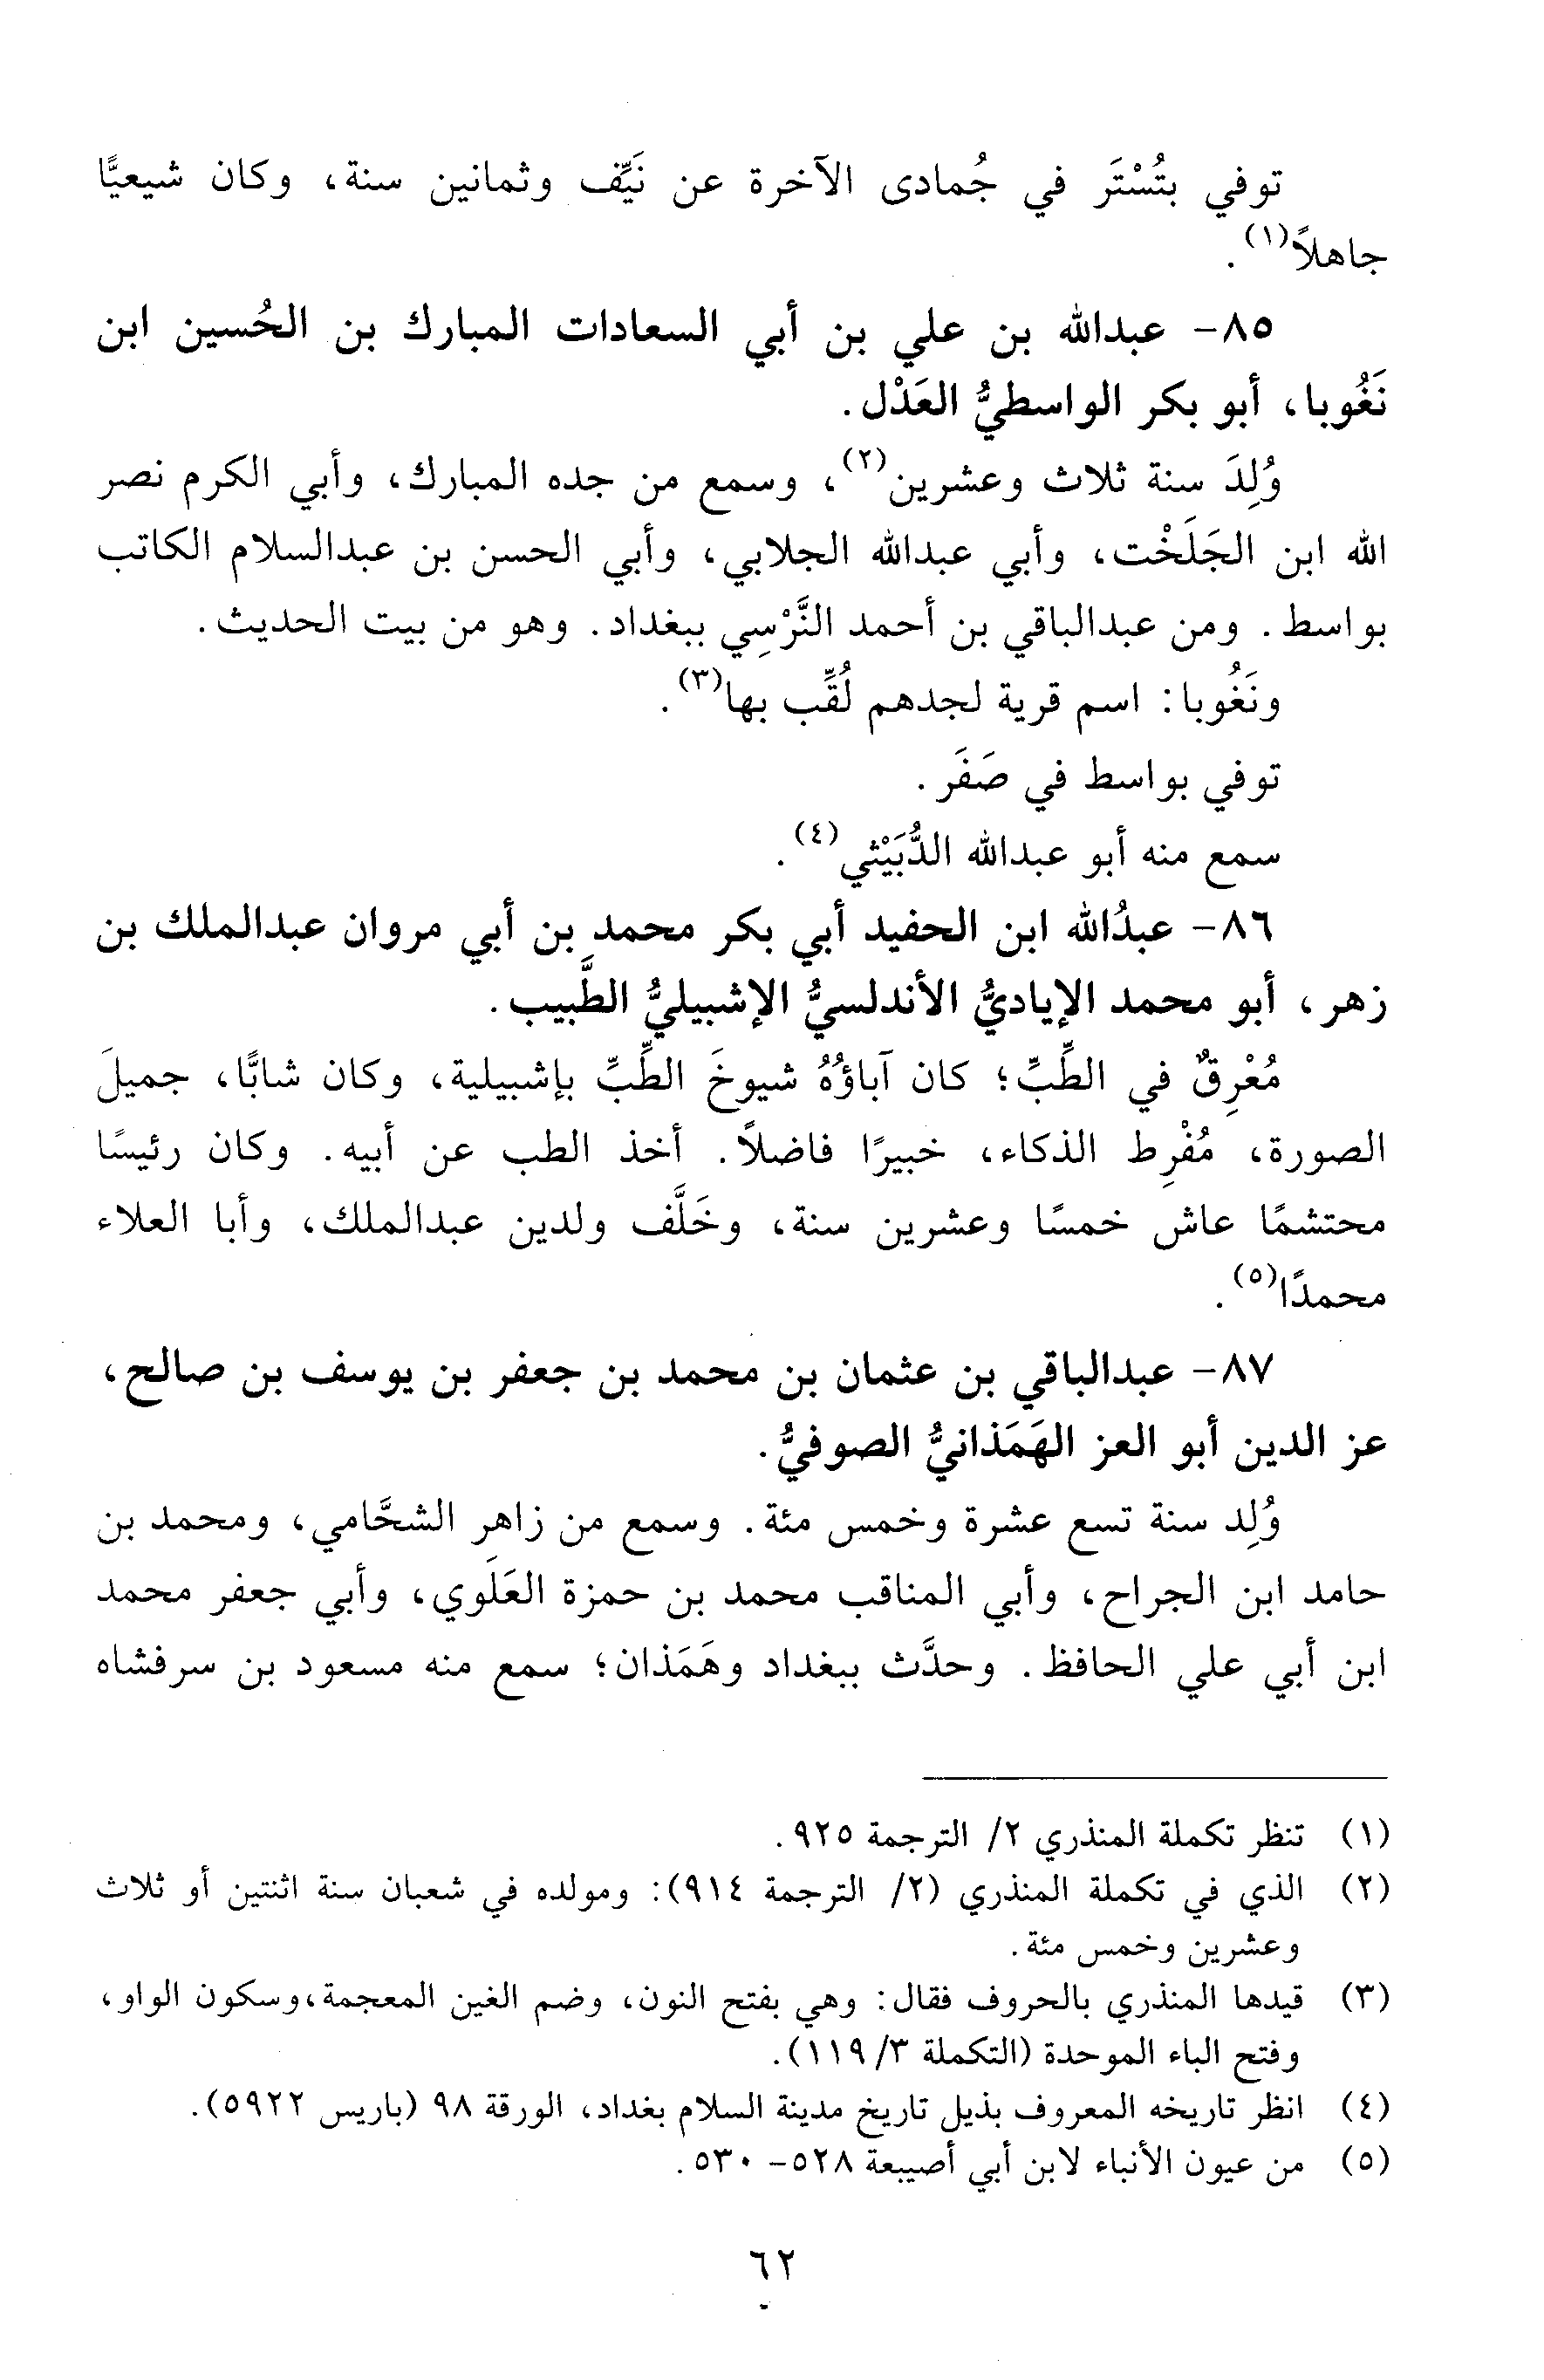 توفي بتُسْتَر في جُمادى الآخرة عن نَيِّف وثمانين سنة، وكان شيعيًّا
جاهلاً(١).
٨٥- عبدالله بن علي بن أبي السعادات المبارك بن الحُسين ابن
نَغُوبا، أبو بكر الواسطيُّ العَدْل.
وُلِدَ سنة ثلاث وعشرين(٢)، وسمع من جده المبارك، وأبي الكرم نصر
الله ابن الجَلَخْت، وأبي عبدالله الجلابي، وأبي الحسن بن عبدالسلام الكاتب
بواسط. ومن عبدالباقي بن أحمد النَّرْسِي ببغداد. وهو من بيت الحديث.
ونَغُوبا: اسم قرية لجدهم لُقِّب بها(٣).
توفي بواسط في صَفَر.
سمع منه أبو عبدالله الدُّبَيْثي(٤).
٨٦- عبدُالله ابن الحفيد أبي بكر محمد بن أبي مروان عبدالملك بن
زهر، أبو محمد الإياديُّ الأندلسيُّ الإشبيليُّ الطَّبيب.
مُعْرِقٌ في الطِّبِّ؛ كان آباؤُهُ شيوخَ الطِّبِّ بإشبيلية، وكان شابًّا، جميلَ
الصورة، مُفْرِط الذكاء، خبيرًا فاضلاً. أخذ الطب عن أبيه. وكان رئيسًا
محتشمًا عاش خمسًا وعشرين سنة، وخَلَّف ولدين عبدالملك، وأبا العلاء
محمدًا(٥).
٨٧- عبدالباقي بن عثمان بن محمد بن جعفر بن يوسف بن صالح،
عز الدين أبو العز الهَمَذانيُّ الصوفيُّ.
وُلِد سنة تسع عشرة وخمس مئة. وسمع من زاهر الشحَّامي، ومحمد بن
حامد ابن الجراح، وأبي المناقب محمد بن حمزة العَلَوي، وأبي جعفر محمد
ابن أبي علي الحافظ. وحدَّث ببغداد وهَمَذان؛ سمع منه مسعود بن سرفشاه
(١) تنظر تكملة المنذري ٢/ الترجمة ٩٢٥.
(٢) الذي في تكملة المنذري (٢/ الترجمة ٩١٤): ومولده في شعبان سنة اثنتين أو ثلاث
وعشرين وخمس مئة.
(٣) قيدها المنذري بالحروف فقال: وهي بفتح النون، وضم الغين المعجمة،وسكون الواو،
وفتح الباء الموحدة (التكملة ٣/ ١١٩).
(٤) انظر تاريخه المعروف بذيل تاريخ مدينة السلام بغداد، الورقة ٩٨ (باريس ٥٩٢٢).
(٥) من عيون الأنباء لابن أبي أصيبعة ٥٢٨- ٥٣٠.
٦٢